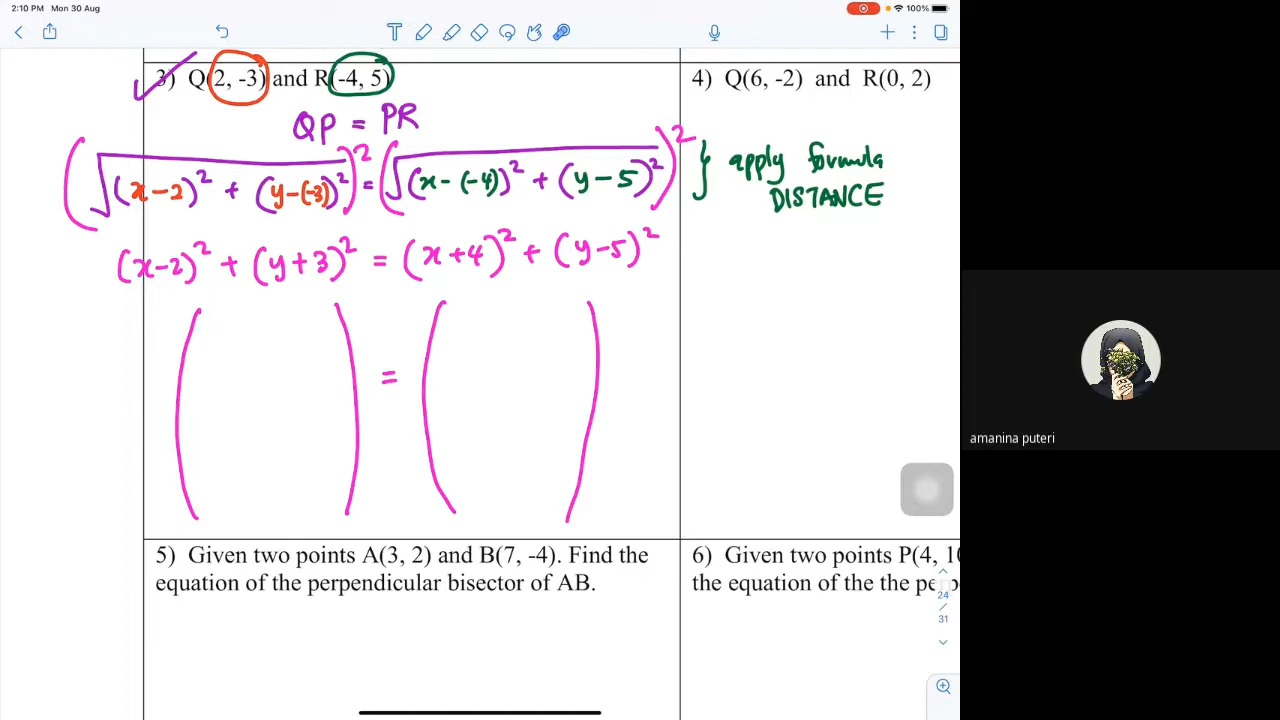 2:10 PM Mon 30 Aug
100%
3) Q(2, -3) and R(-4, 5)
QP = PR
(√(x-2)² + (y-(-3))²)² = (√(x-(-4))² + (y-5)²)²
} apply formula
DISTANCE
(x-2)² + (y+3)² = (x+4)² + (y-5)²
( ) = ( )
4) Q(6, -2) and R(0, 2)
5) Given two points A(3, 2) and B(7, -4). Find the
equation of the perpendicular bisector of AB.
6) Given two points P(4, 10
the equation of the the perp
24
/
31
amanina puteri